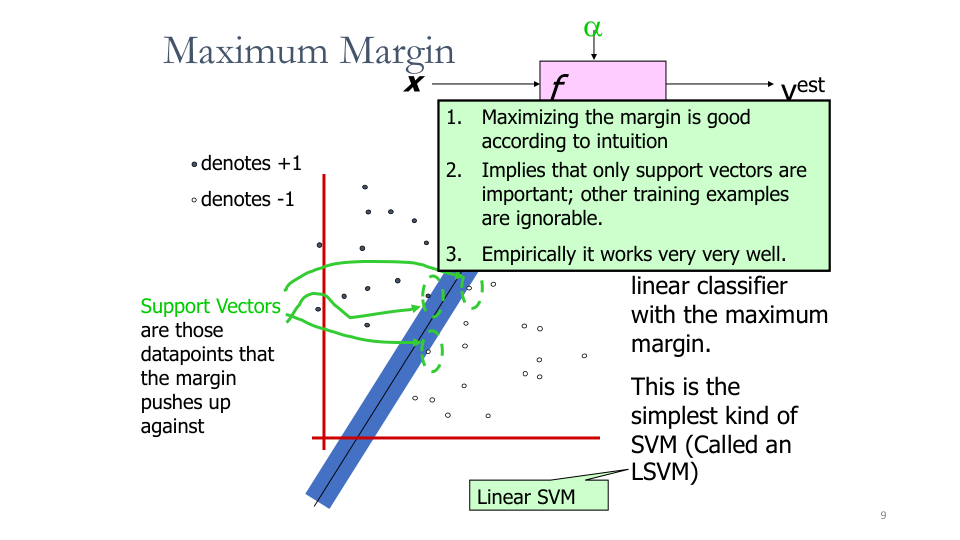 Maximum Margin
α
x
f
yest
1. Maximizing the margin is good
according to intuition
2. Implies that only support vectors are
important; other training examples
are ignorable.
3. Empirically it works very very well.
denotes +1
denotes -1
Support Vectors
are those
datapoints that
the margin
pushes up
against
linear classifier
with the maximum
margin.
This is the
simplest kind of
SVM (Called an
LSVM)
Linear SVM
9